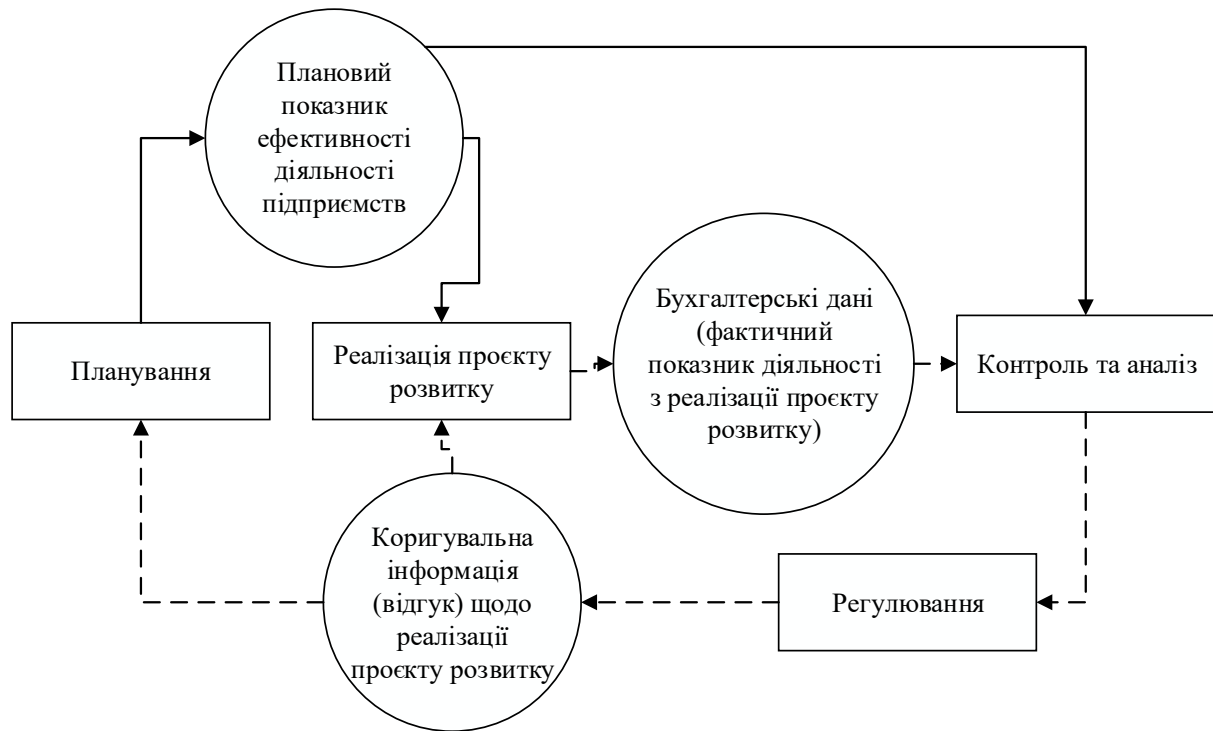 Плановий
показник
ефективності
діяльності
підприємств
Планування
Реалізація проєкту
розвитку
Бухгалтерські дані
(фактичний
показник діяльності
з реалізації проєкту
розвитку)
Контроль та аналіз
Коригувальна
інформація
(відгук) щодо
реалізації
проєкту розвитку
Регулювання